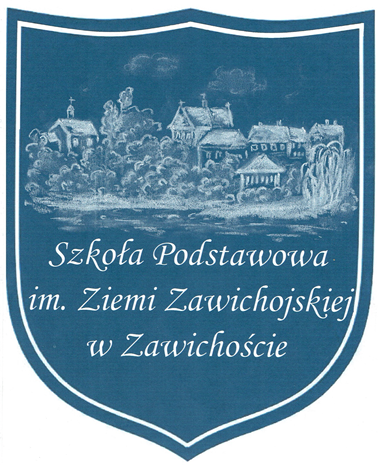 Szkoła Podstawowa
im. Ziemi Zawichojskiej
w Zawichoście